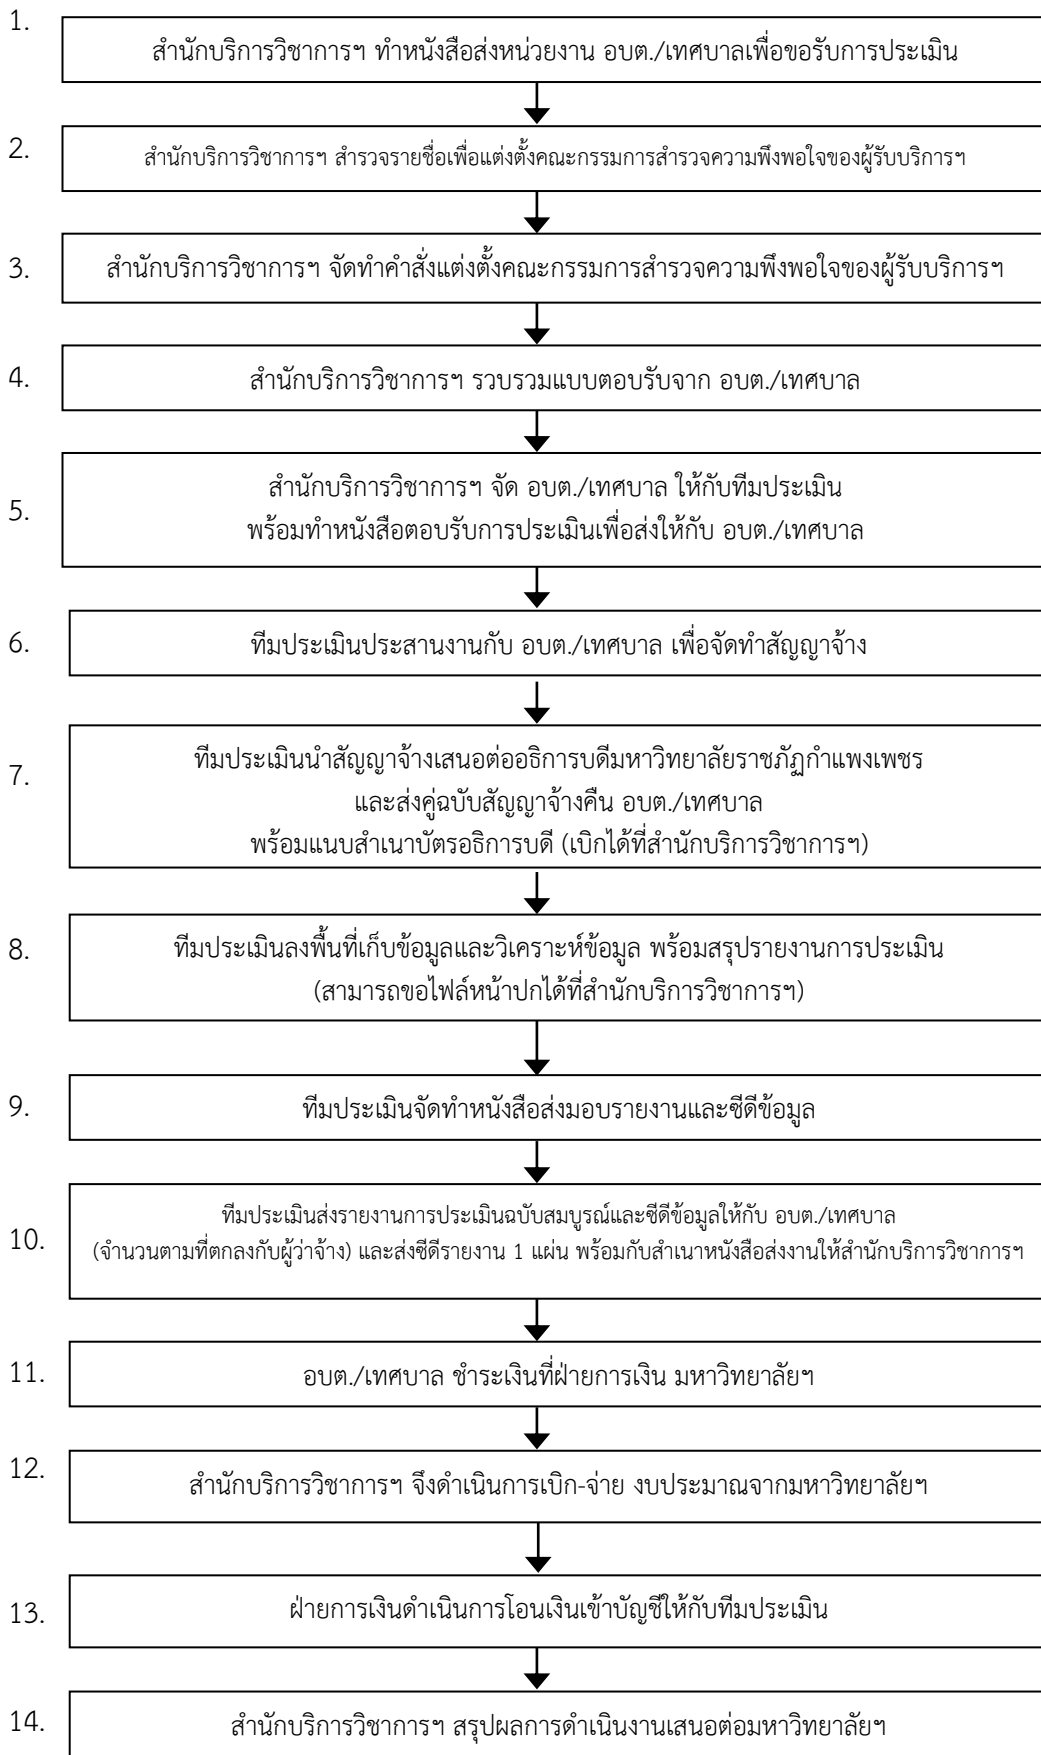 1.
สำนักบริการวิชาการฯ ทำหนังสือส่งหน่วยงาน อบต./เทศบาลเพื่อขอรับการประเมิน
2.
สำนักบริการวิชาการฯ สำรวจรายชื่อเพื่อแต่งตั้งคณะกรรมการสำรวจความพึงพอใจของผู้รับบริการฯ
3.
สำนักบริการวิชาการฯ จัดทำคำสั่งแต่งตั้งคณะกรรมการสำรวจความพึงพอใจของผู้รับบริการฯ
4.
สำนักบริการวิชาการฯ รวบรวมแบบตอบรับจาก อบต./เทศบาล
5.
สำนักบริการวิชาการฯ จัด อบต./เทศบาล ให้กับทีมประเมิน
พร้อมทำหนังสือตอบรับการประเมินเพื่อส่งให้กับ อบต./เทศบาล
6.
ทีมประเมินประสานงานกับ อบต./เทศบาล เพื่อจัดทำสัญญาจ้าง
7.
ทีมประเมินนำสัญญาจ้างเสนอต่ออธิการบดีมหาวิทยาลัยราชภัฏกำแพงเพชร
และส่งคู่ฉบับสัญญาจ้างคืน อบต./เทศบาล
พร้อมแนบสำเนาบัตรอธิการบดี (เบิกได้ที่สำนักบริการวิชาการฯ)
8.
ทีมประเมินลงพื้นที่เก็บข้อมูลและวิเคราะห์ข้อมูล พร้อมสรุปรายงานการประเมิน
(สามารถขอไฟล์หน้าปกได้ที่สำนักบริการวิชาการฯ)
9.
ทีมประเมินจัดทำหนังสือส่งมอบรายงานและซีดีข้อมูล
10.
ทีมประเมินส่งรายงานการประเมินฉบับสมบูรณ์และซีดีข้อมูลให้กับ อบต./เทศบาล
(จำนวนตามที่ตกลงกับผู้ว่าจ้าง) และส่งซีดีรายงาน 1 แผ่น พร้อมกับสำเนาหนังสือส่งงานให้สำนักบริการวิชาการฯ
11.
อบต./เทศบาล ชำระเงินที่ฝ่ายการเงิน มหาวิทยาลัยฯ
12.
สำนักบริการวิชาการฯ จึงดำเนินการเบิก-จ่าย งบประมาณจากมหาวิทยาลัยฯ
13.
ฝ่ายการเงินดำเนินการโอนเงินเข้าบัญชีให้กับทีมประเมิน
14.
สำนักบริการวิชาการฯ สรุปผลการดำเนินงานเสนอต่อมหาวิทยาลัยฯ